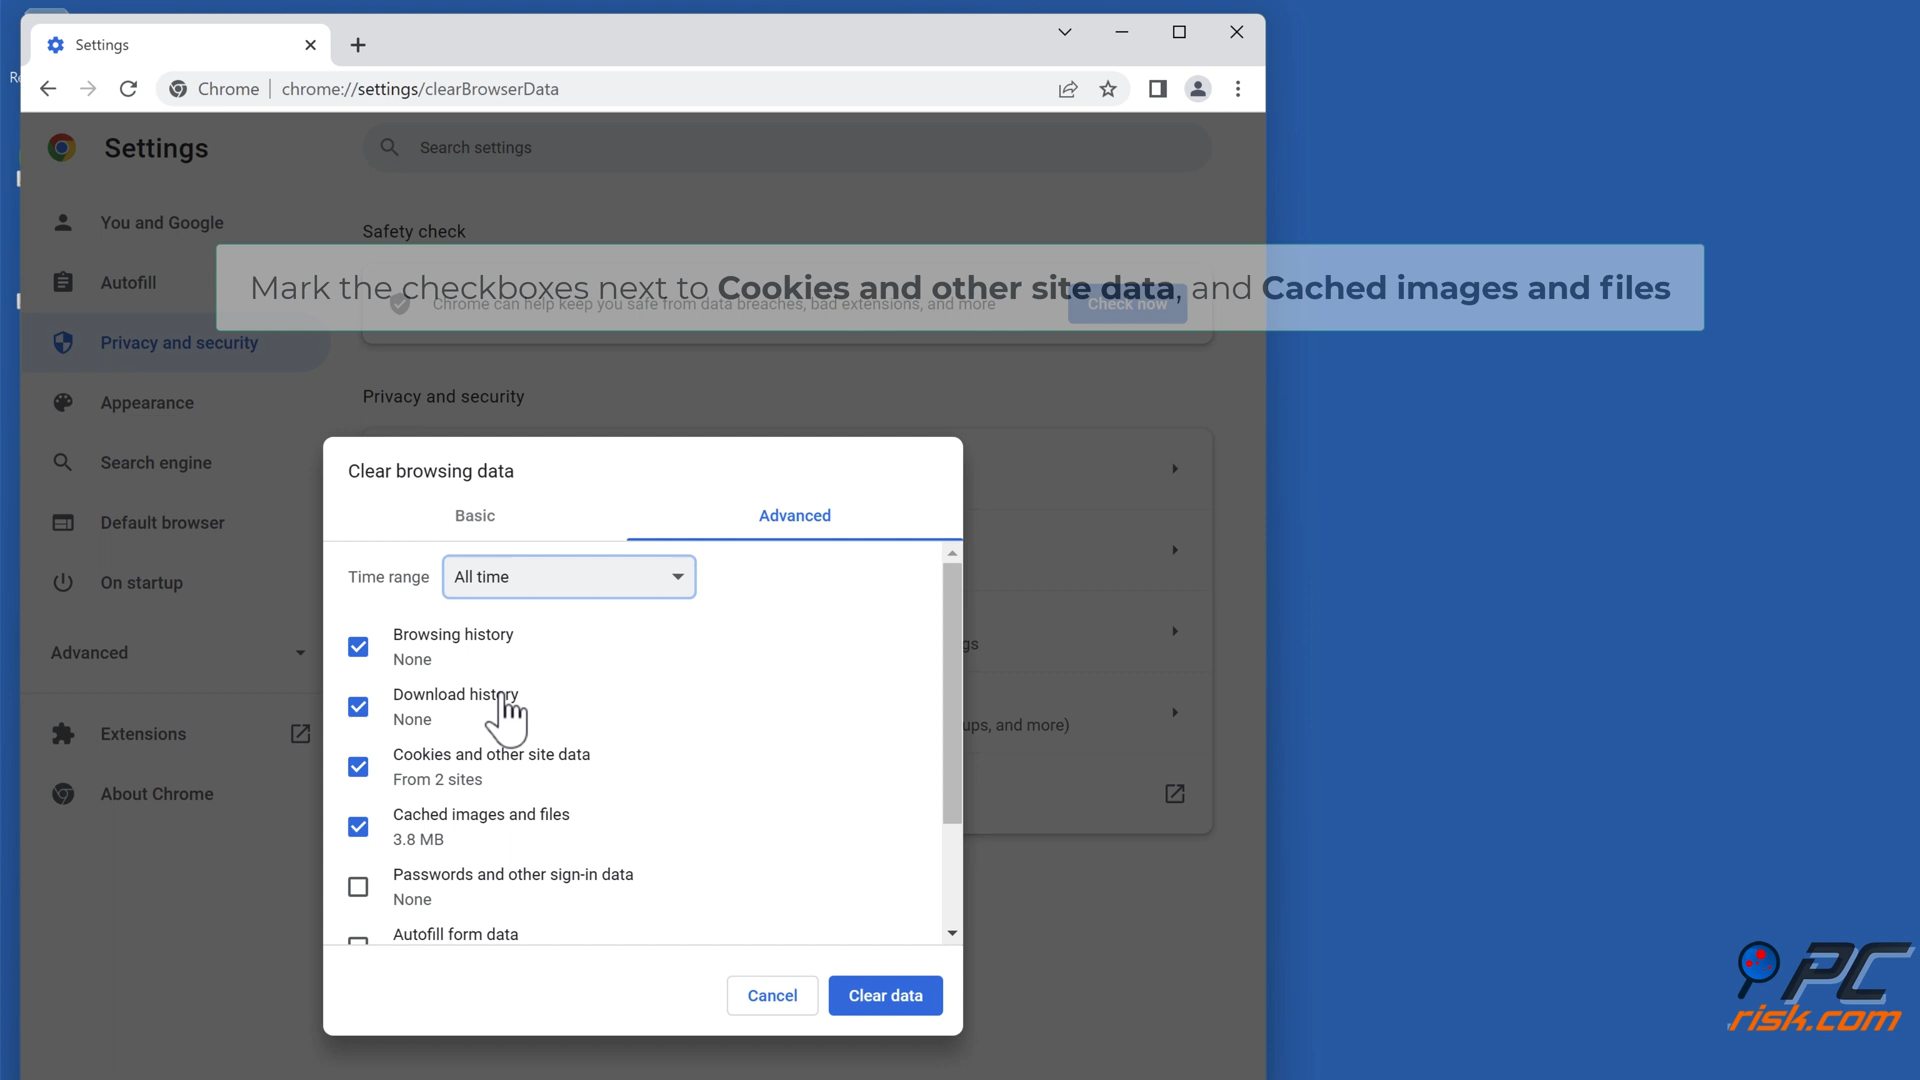 Settings
Chrome
chrome://settings/clearBrowserData
Settings
Search settings
You and Google
Safety check
Autofill
Mark the checkboxes next to Cookies and other site data, and Cached images and files
Chrome can help keep you safe from data breaches, bad extensions, and more
Check now
Privacy and security
Appearance
Privacy and security
Search engine
Default browser
On startup
Advanced
Extensions
About Chrome
Clear browsing data
Basic
Advanced
Time range
All time
Browsing history
None
Download history
None
Cookies and other site data
From 2 sites
Cached images and files
3.8 MB
Passwords and other sign-in data
None
Autofill form data
gs
ups, and more)
Cancel
Clear data
PC
risk.com